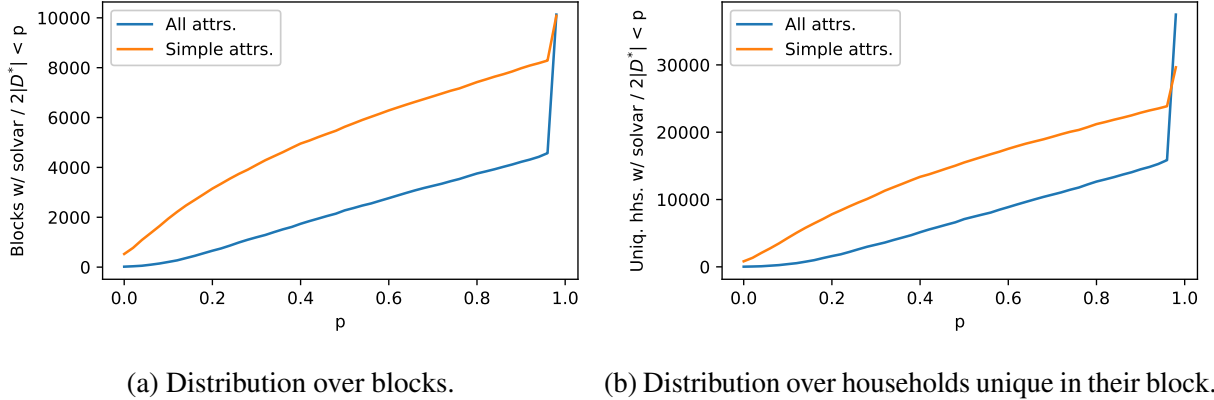 Blocks w/ solvar / 2|D*| < p
10000
8000
6000
4000
2000
0
All attrs.
Simple attrs.
0.0 0.2 0.4 0.6 0.8 1.0
p
(a) Distribution over blocks.
Uniq. hhs. w/ solvar / 2|D*| < p
30000
20000
10000
0
All attrs.
Simple attrs.
0.0 0.2 0.4 0.6 0.8 1.0
p
(b) Distribution over households unique in their block.